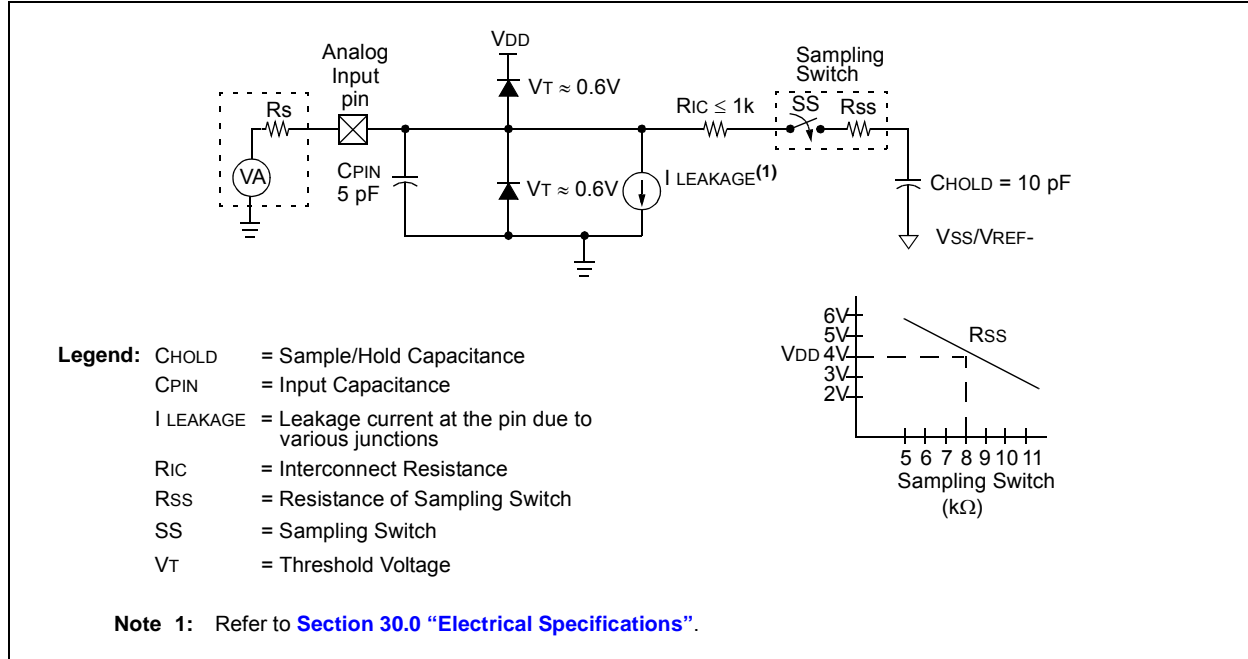 VDD
Analog
Input
pin
Rs
VA
CPIN
5 pF
VT ≈ 0.6V
VT ≈ 0.6V
I LEAKAGE(1)
RIC ≤ 1k
Sampling
Switch
SS
Rss
CHOLD = 10 pF
VSS/VREF-
6V
5V
VDD 4V
3V
2V
RSS
5 6 7 8 9 10 11
Sampling Switch
(kΩ)
Legend: CHOLD = Sample/Hold Capacitance
CPIN = Input Capacitance
I LEAKAGE = Leakage current at the pin due to
various junctions
RIC = Interconnect Resistance
RSS = Resistance of Sampling Switch
SS = Sampling Switch
VT = Threshold Voltage
Note 1: Refer to Section 30.0 “Electrical Specifications”.